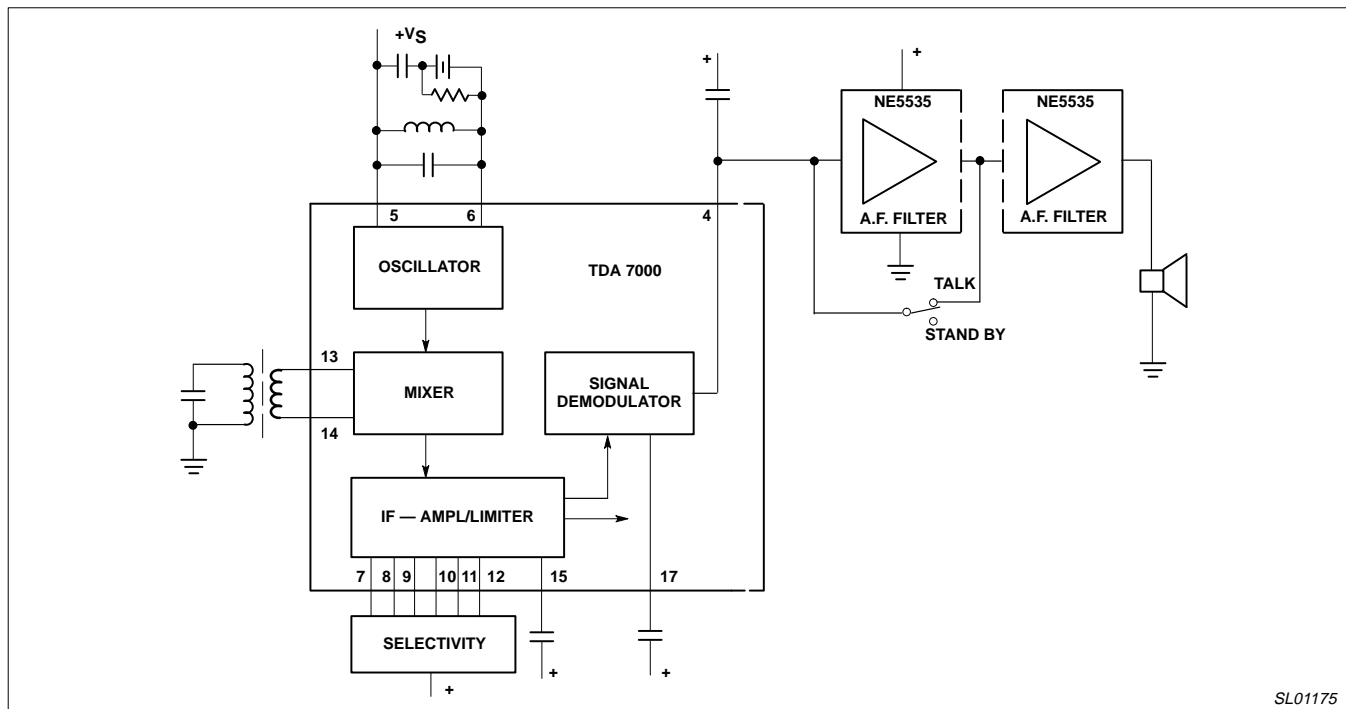 +VS
+
+
NE5535
NE5535
A.F. FILTER
A.F. FILTER
5
6
4
OSCILLATOR
TDA 7000
TALK
STAND BY
13
14
MIXER
SIGNAL
DEMODULATOR
IF — AMPL/LIMITER
7
8
9
10
11
12
15
17
SELECTIVITY
+
+
+
SL01175